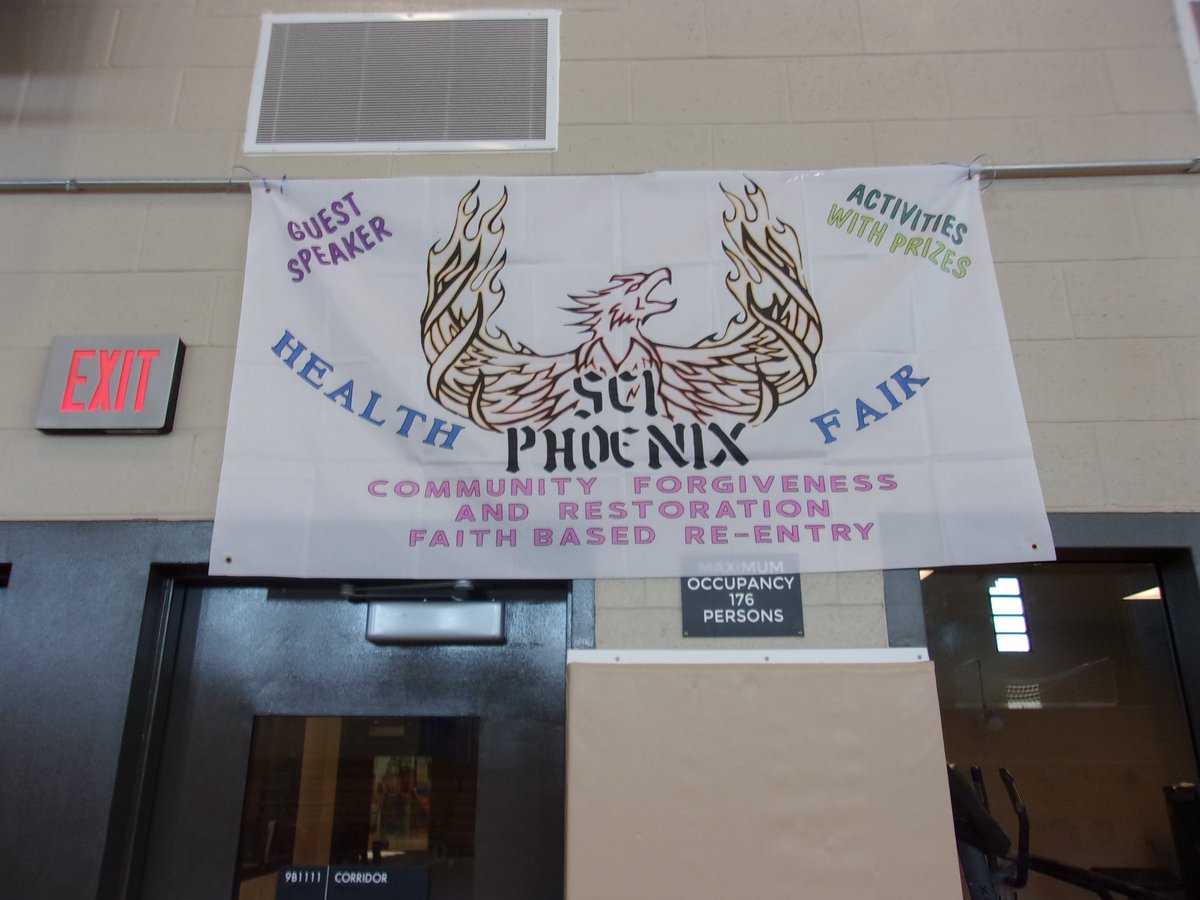 GUEST
SPEAKER
ACTIVITIES
WITH PRIZES
HEALTH
FAIR
SCI
PHOENIX
COMMUNITY FORGIVENESS
AND RESTORATION
FAITH BASED RE-ENTRY
EXIT
MAXIMUM
OCCUPANCY
176
PERSONS
9B1111 CORRIDOR